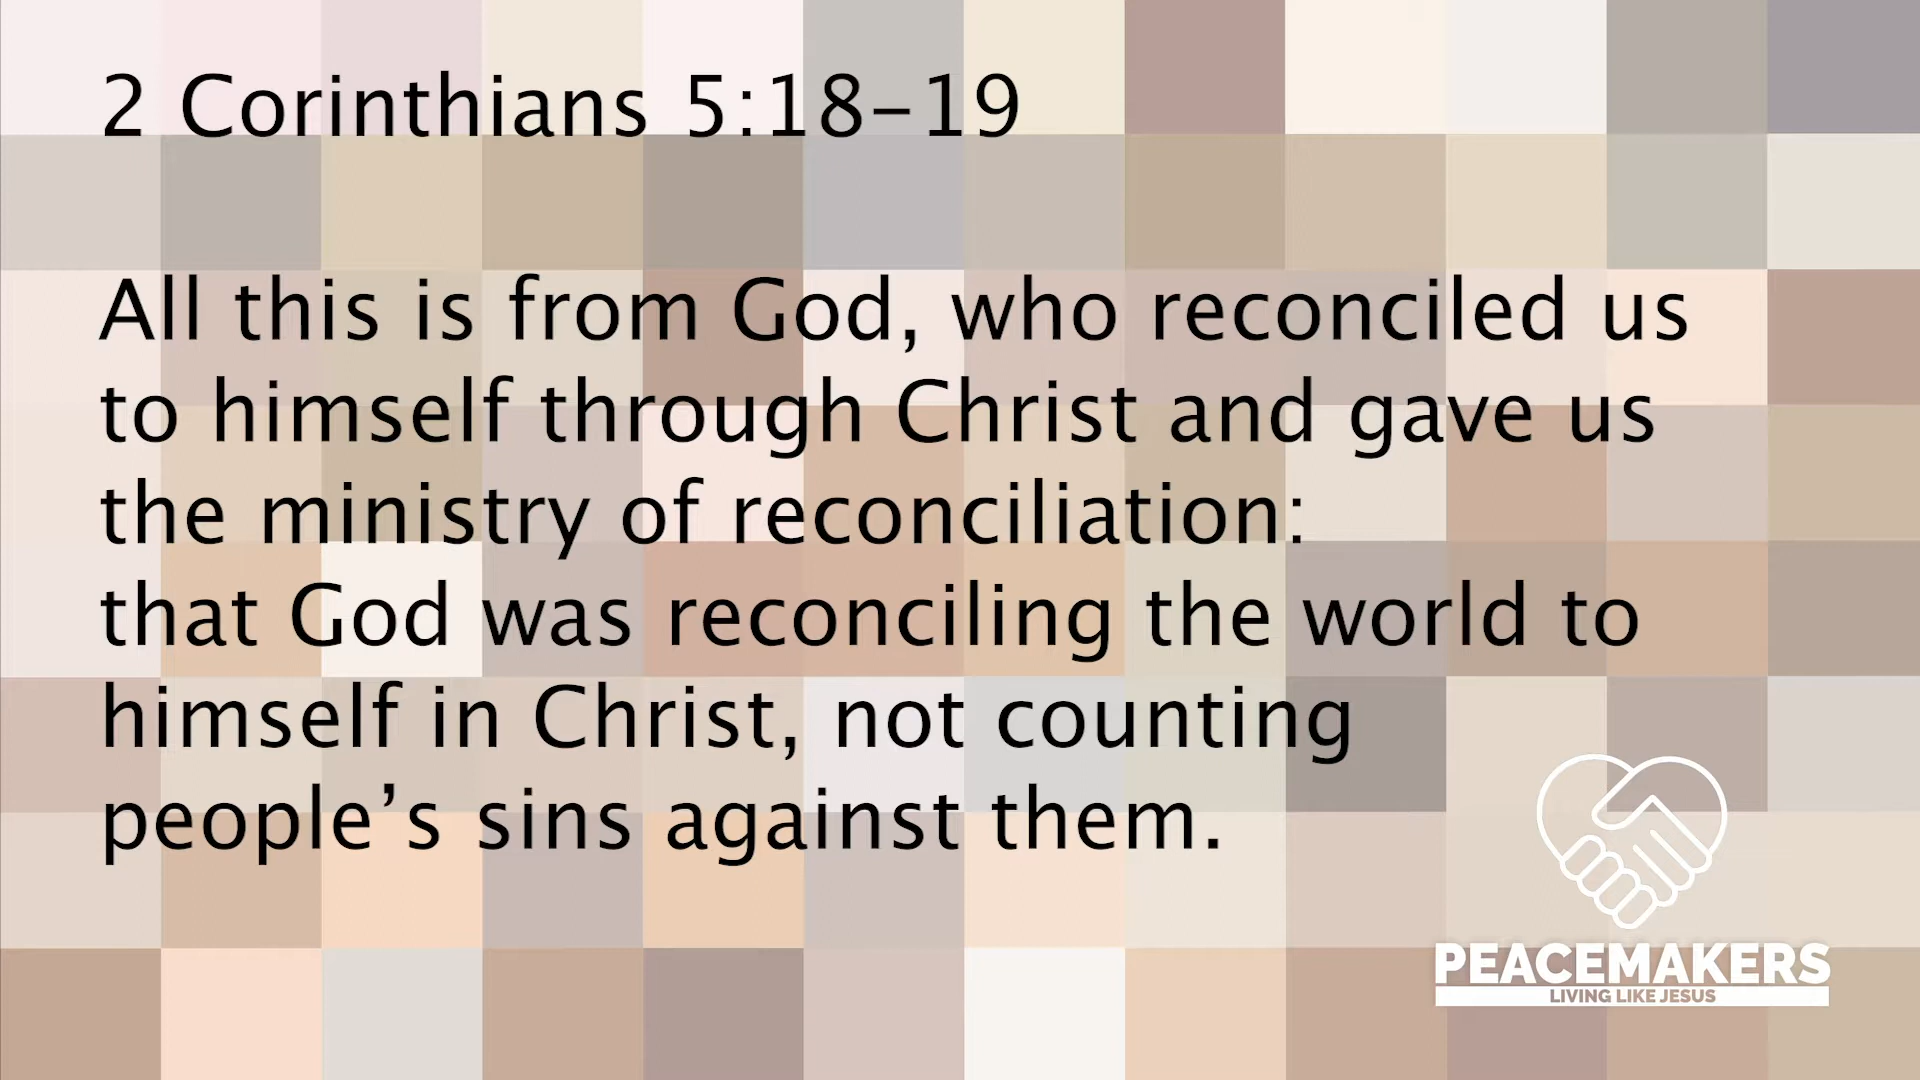 2 Corinthians 5:18–19
All this is from God, who reconciled us
to himself through Christ and gave us
the ministry of reconciliation:
that God was reconciling the world to
himself in Christ, not counting
people’s sins against them.
PEACEMAKERS
LIVING LIKE JESUS